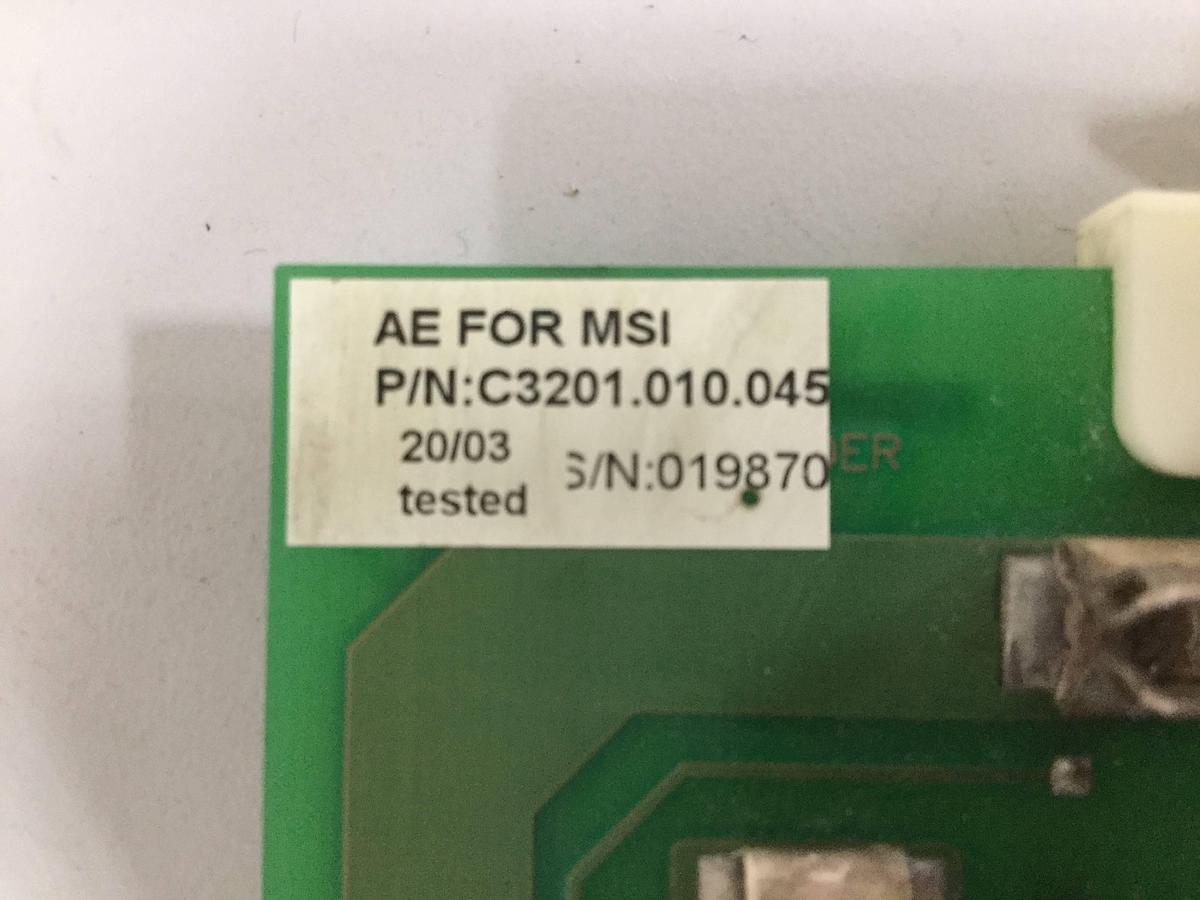 AE FOR MSI
P/N:C3201.010.045
20/03
S/N:019870
tested